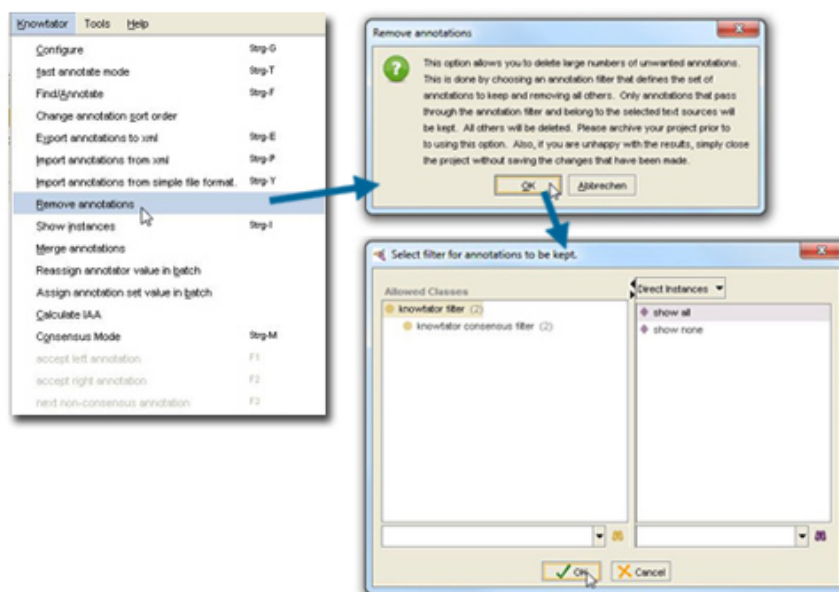 Knowtator Tools Help
Configure Strg-G
fast annotate mode Strg-T
Find/Annotate Strg-F
Change annotation sort order
Export annotations to xml Strg-E
Import annotations from xml Strg-P
Import annotations from simple file format. Strg-Y
Remove annotations
Show instances Strg-I
Merge annotations
Reassign annotator value in batch
Assign annotation set value in batch
Calculate IAA
Consensus Mode Strg-M
accept left annotation F1
accept right annotation F2
next non-consensus annotation F3
Remove annotations
This option allows you to delete large numbers of unwanted annotations.
This is done by choosing an annotation filter that defines the set of
annotations to keep and removing all others. Only annotations that pass
through the annotation filter and belong to the selected text sources will
be kept. All others will be deleted. Please archive your project prior to
to using this option. Also, if you are unhappy with the results, simply close
the project without saving the changes that have been made.
OK Abbrechen
Select filter for annotations to be kept.
Allowed Classes
knowtator filter (2)
knowtator consensus filter (2)
Direct Instances
show all
show none
OK Cancel